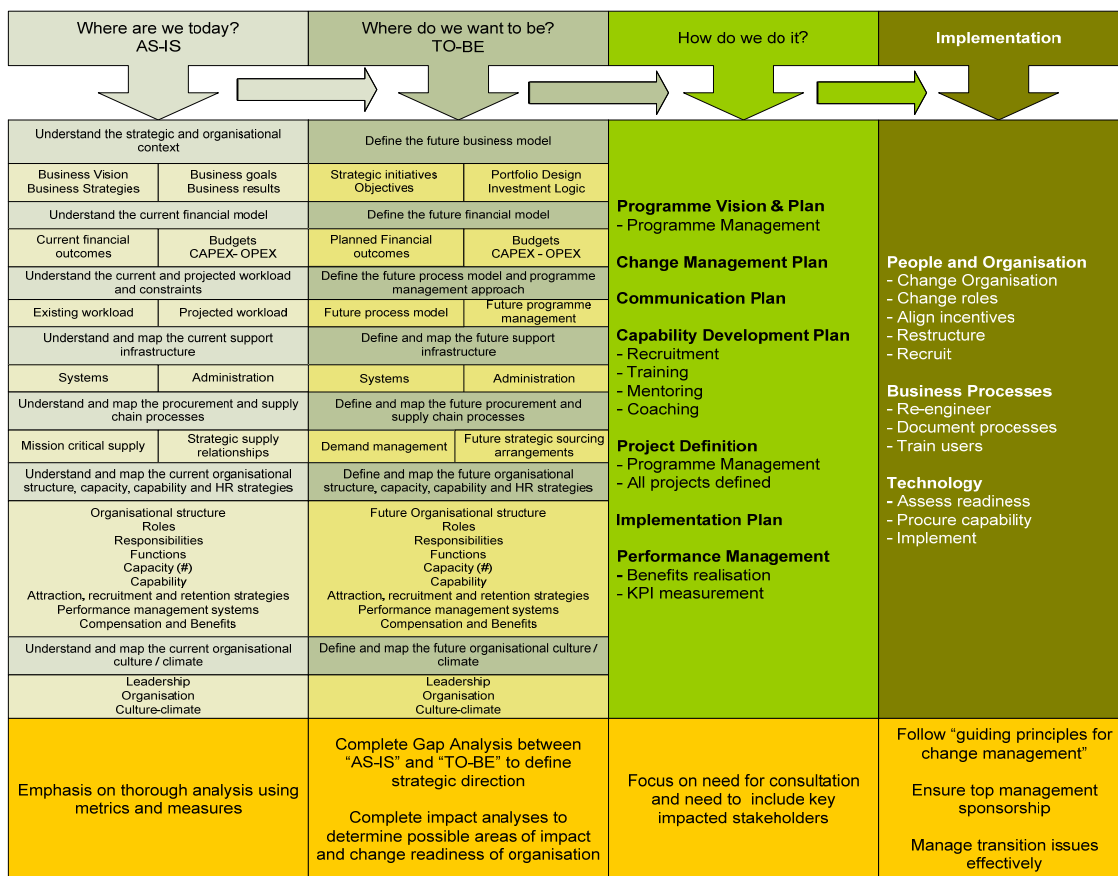 Where are we today?
AS-IS
Where do we want to be?
TO-BE
How do we do it?
Implementation
Understand the strategic and organisational
context
Business Vision
Business Strategies
Business goals
Business results
Understand the current financial model
Current financial
outcomes
Budgets
CAPEX- OPEX
Understand the current and projected workload
and constraints
Existing workload
Projected workload
Understand and map the current support
infrastructure
Systems
Administration
Understand and map the procurement and supply
chain processes
Mission critical supply
Strategic supply
relationships
Understand and map the current organisational
structure, capacity, capability and HR strategies
Organisational structure
Roles
Responsibilities
Functions
Capacity (#)
Capability
Attraction, recruitment and retention strategies
Performance management systems
Compensation and Benefits
Understand and map the current organisational
culture / climate
Leadership
Organisation
Culture-climate
Emphasis on thorough analysis using
metrics and measures
Define the future business model
Strategic initiatives
Objectives
Portfolio Design
Investment Logic
Define the future financial model
Planned Financial
outcomes
Budgets
CAPEX - OPEX
Define the future process model and programme
management approach
Future process model
Future programme
management
Define and map the future support
infrastructure
Systems
Administration
Define and map the future procurement and
supply chain processes
Demand management
Future strategic sourcing
arrangements
Define and map the future organisational
structure, capacity, capability and HR strategies
Future Organisational structure
Roles
Responsibilities
Functions
Capacity (#)
Capability
Attraction, recruitment and retention strategies
Performance management systems
Compensation and Benefits
Define and map the future organisational culture /
climate
Leadership
Organisation
Culture-climate
Complete Gap Analysis between
“AS-IS” and “TO-BE” to define
strategic direction
Complete impact analyses to
determine possible areas of impact
and change readiness of organisation
Programme Vision & Plan
- Programme Management
Change Management Plan
Communication Plan
Capability Development Plan
- Recruitment
- Training
- Mentoring
- Coaching
Project Definition
- Programme Management
- All projects defined
Implementation Plan
Performance Management
- Benefits realisation
- KPI measurement
Focus on need for consultation
and need to include key
impacted stakeholders
People and Organisation
- Change Organisation
- Change roles
- Align incentives
- Restructure
- Recruit
Business Processes
- Re-engineer
- Document processes
- Train users
Technology
- Assess readiness
- Procure capability
- Implement
Follow “guiding principles for
change management”
Ensure top management
sponsorship
Manage transition issues
effectively